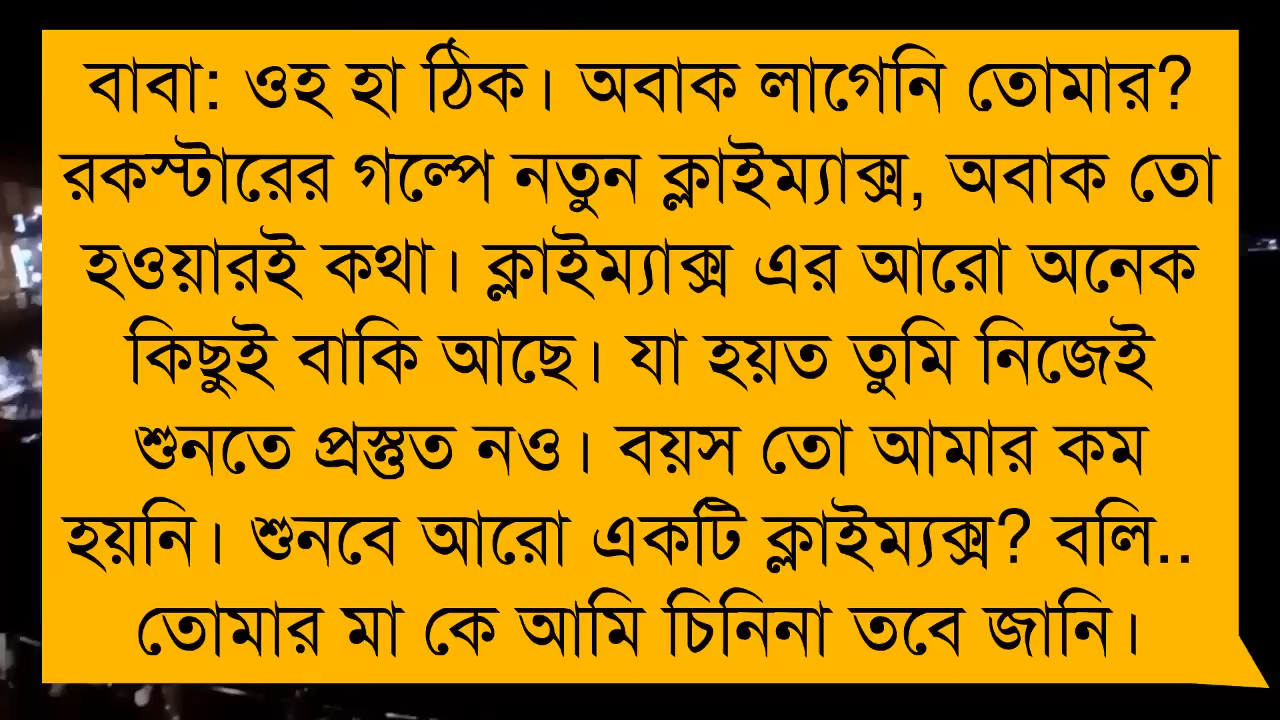 বাবা: ওহ হা ঠিক। অবাক লাগেনি তোমার?
রকস্টারের গল্পে নতুন ক্লাইম্যাক্স, অবাক তো
হওয়ারই কথা। ক্লাইম্যাক্স এর আরো অনেক
কিছুই বাকি আছে। যা হয়ত তুমি নিজেই
শুনতে প্রস্তুত নও। বয়স তো আমার কম
হয়নি। শুনবে আরো একটি ক্লাইম্যক্স? বলি..
তোমার মা কে আমি চিনিনা তবে জানি।